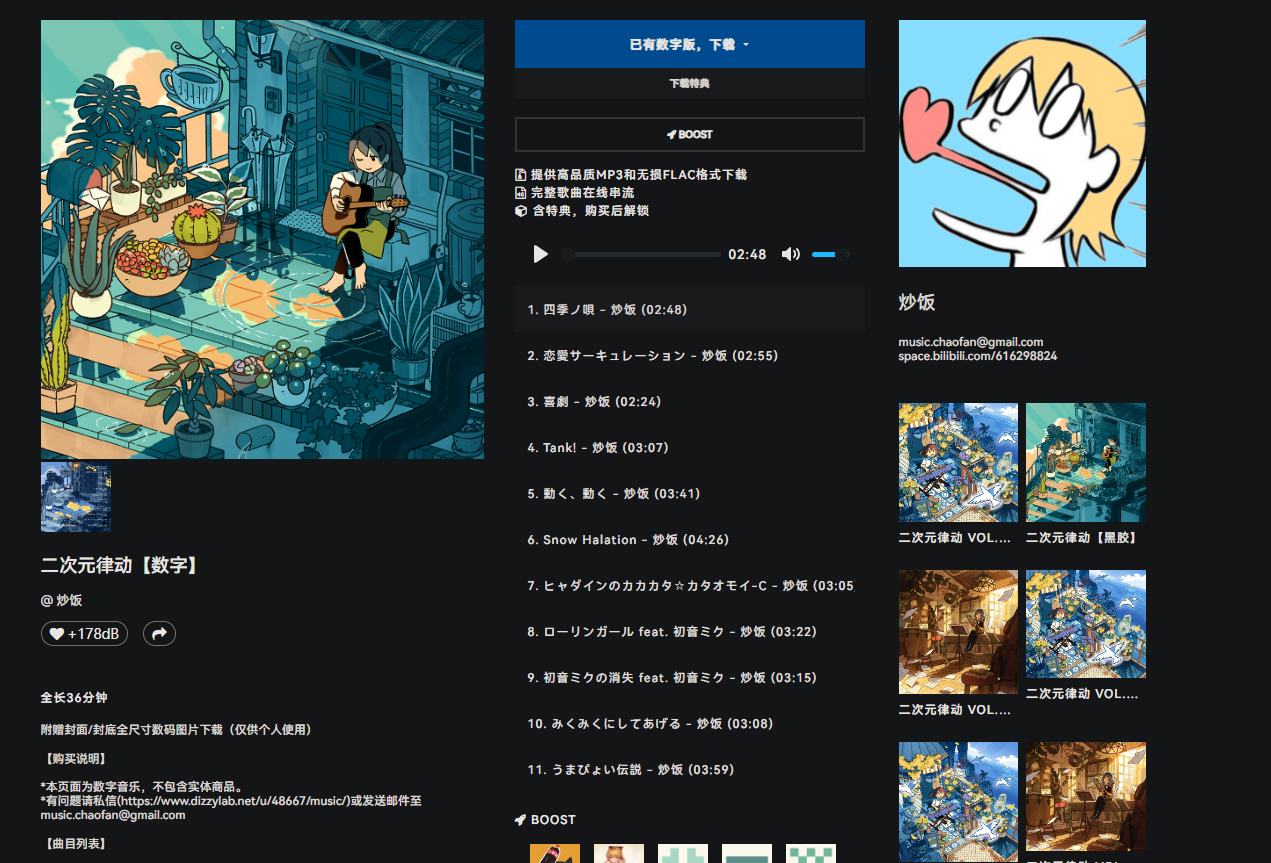 二次元律动【数字】
@ 炒饭
+178dB
全长36分钟
附赠封面/封底全尺寸数码图片下载（仅供个人使用）
【购买说明】
*本页面为数字音乐，不包含实体商品。
*有问题请私信(https://www.dizzylab.net/u/48667/music/)或发送邮件至
music.chaofan@gmail.com
【曲目列表】
已有数字版，下载
下载特典
BOOST
提供高品质MP3和无损FLAC格式下载
完整歌曲在线串流
含特典，购买后解锁
02:48
1. 四季ノ唄 - 炒饭 (02:48)
2. 恋愛サーキュレーション - 炒饭 (02:55)
3. 喜劇 - 炒饭 (02:24)
4. Tank! - 炒饭 (03:07)
5. 動く、動く - 炒饭 (03:41)
6. Snow Halation - 炒饭 (04:26)
7. ヒャダインのカカカタ☆カタオモイ-C - 炒饭 (03:05
8. ローリンガール feat. 初音ミク - 炒饭 (03:22)
9. 初音ミクの消失 feat. 初音ミク - 炒饭 (03:15)
10. みくみくにしてあげる - 炒饭 (03:08)
11. うまぴょい伝説 - 炒饭 (03:59)
BOOST
炒饭
music.chaofan@gmail.com
space.bilibili.com/616298824
二次元律动 VOL....
二次元律动【黑胶】
二次元律动 VOL....
二次元律动 VOL....